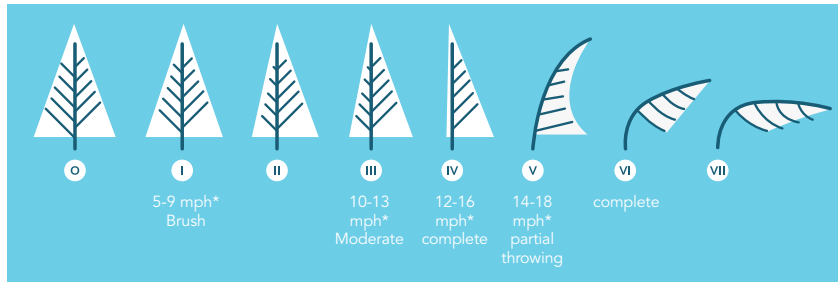 O
I
II
III
IV
V
VI
VII
5-9 mph*
Brush
10-13
mph*
Moderate
12-16
mph*
complete
14-18
mph*
partial
throwing
complete